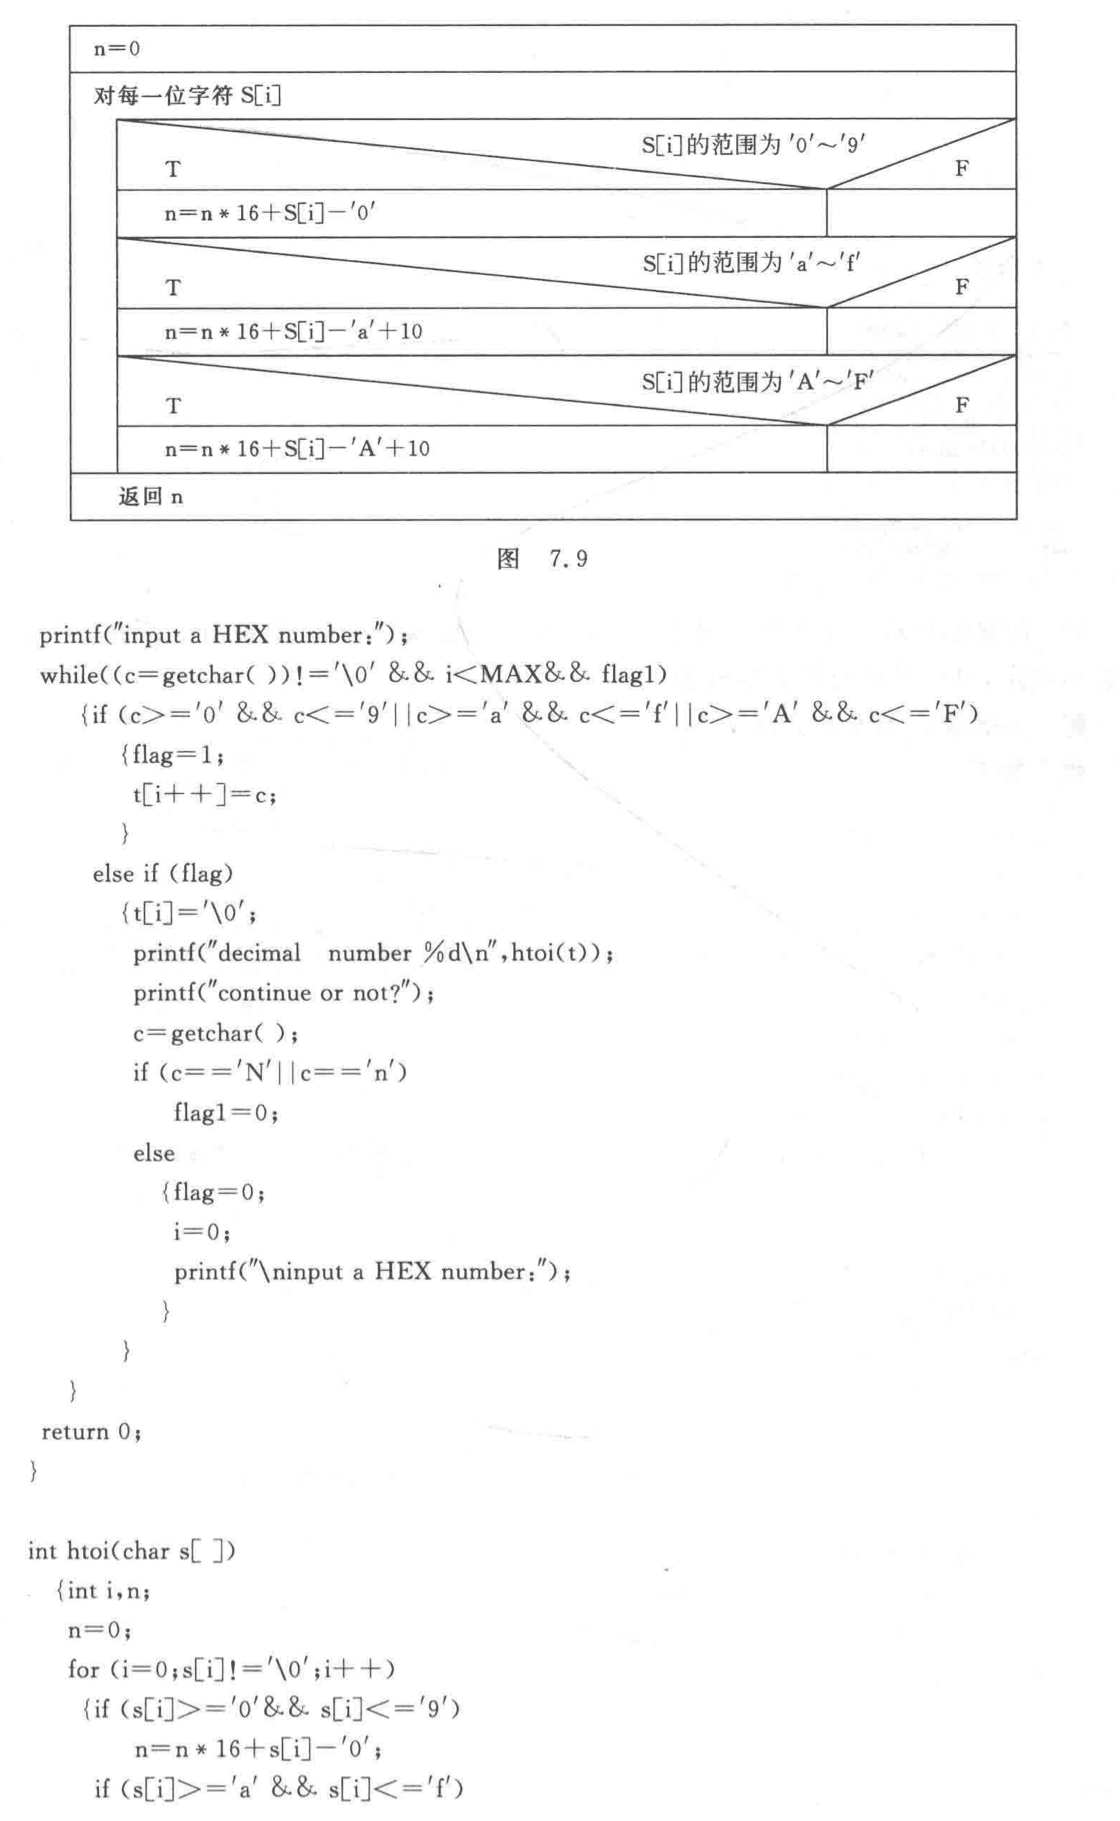 n=0
对每一位字符 S[i]
S[i]的范围为 '0'～'9'
T
F
n=n * 16+S[i]-'0'
S[i]的范围为 'a'～'f'
T
F
n=n * 16+S[i]-'a'+10
S[i]的范围为 'A'～'F'
T
F
n=n * 16+S[i]-'A'+10
返回 n
图 7.9
printf("input a HEX number:");
while((c=getchar( ))!='\0' && i<MAX&& flag1)
{if (c>='0' && c<='9'||c>='a' && c<='f'||c>='A' && c<='F')
{flag=1;
t[i++]=c;
}
else if (flag)
{t[i]='\0';
printf("decimal number %d\n",htoi(t));
printf("continue or not?");
c=getchar( );
if (c=='N'||c=='n')
flag1=0;
else
{flag=0;
i=0;
printf("\ninput a HEX number:");
}
}
}
return 0;
}
int htoi(char s[ ])
{int i,n;
n=0;
for (i=0;s[i]!='\0';i++)
{if (s[i]>='0'&& s[i]<='9')
n=n * 16+s[i]-'0';
if (s[i]>='a' && s[i]<='f')